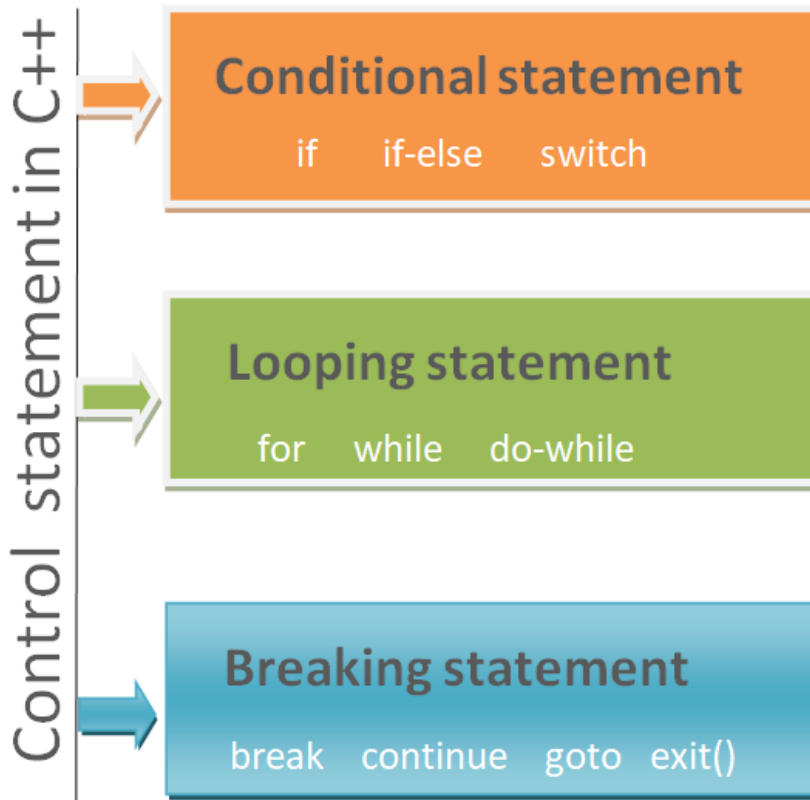 Control statement in C++
Conditional statement
if if-else switch
Looping statement
for while do-while
Breaking statement
break continue goto exit()